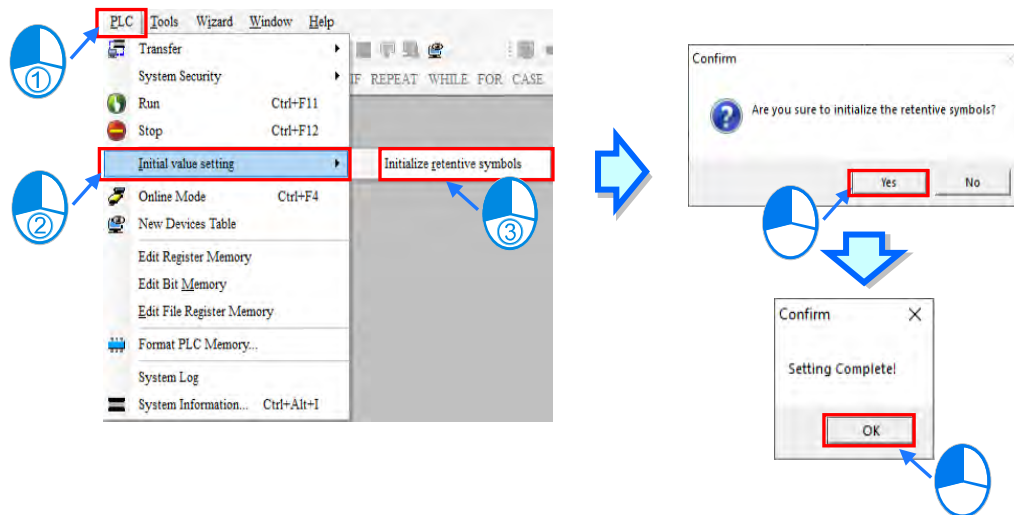 PLC Tools Wizard Window Help
Transfer
System Security
IF REPEAT WHILE FOR CASE
Run Ctrl+F11
Stop Ctrl+F12
Initial value setting
Initialize retentive symbols
Online Mode Ctrl+F4
New Devices Table
Edit Register Memory
Edit Bit Memory
Edit File Register Memory
Format PLC Memory...
System Log
System Information... Ctrl+Alt+I
①
②
③
Confirm
Are you sure to initialize the retentive symbols?
Yes No
Confirm
Setting Complete!
OK